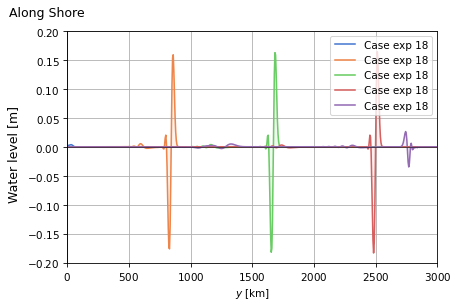 Along Shore
Water level [m]
0.20
0.15
0.10
0.05
0.00
−0.05
−0.10
−0.15
−0.20
Case exp 18
Case exp 18
Case exp 18
Case exp 18
Case exp 18
0 500 1000 1500 2000 2500 3000
y [km]